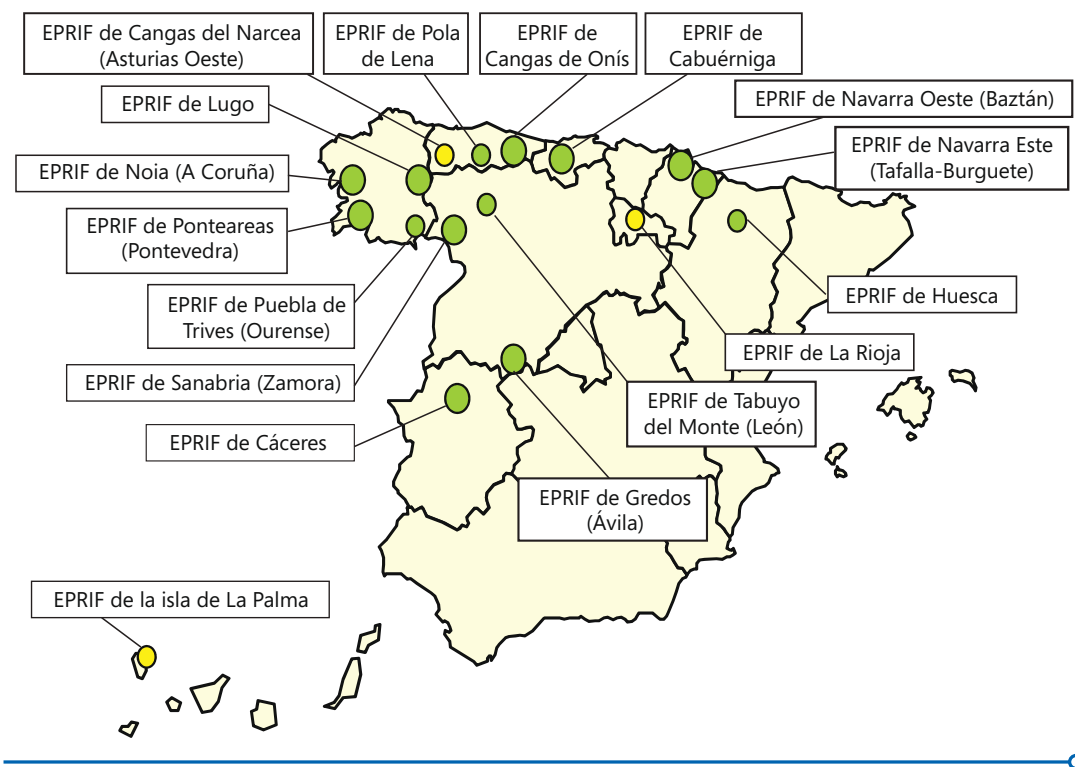 EPRIF de Cangas del Narcea
(Asturias Oeste)
EPRIF de Pola
de Lena
EPRIF de
Cangas de Onís
EPRIF de
Cabuérniga
EPRIF de Lugo
EPRIF de Navarra Oeste (Baztán)
EPRIF de Noia (A Coruña)
EPRIF de Navarra Este
(Tafalla-Burguete)
EPRIF de Ponteareas
(Pontevedra)
EPRIF de Puebla de
Trives (Ourense)
EPRIF de Huesca
EPRIF de La Rioja
EPRIF de Sanabria (Zamora)
EPRIF de Tabuyo
del Monte (León)
EPRIF de Cáceres
EPRIF de Gredos
(Ávila)
EPRIF de la isla de La Palma